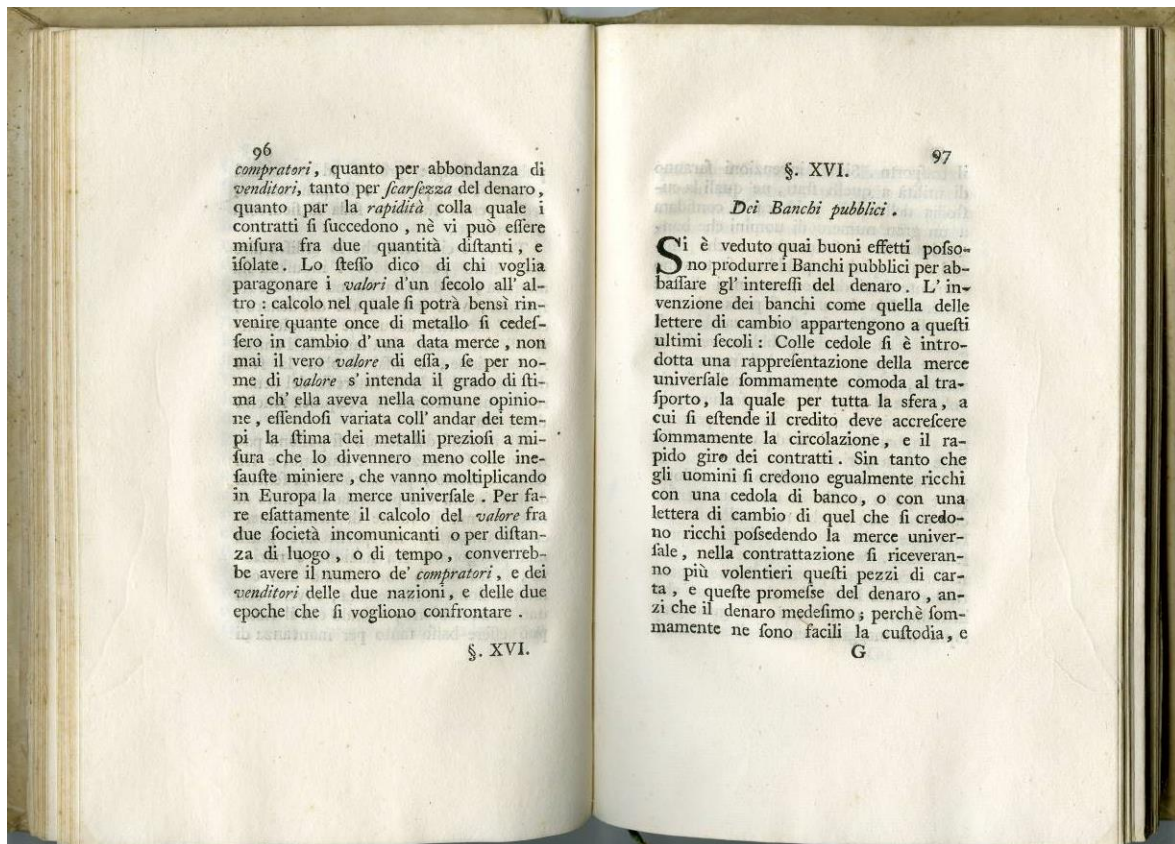 96
compratori, quanto per abbondanza di
venditori, tanto per ſcarſezza del denaro,
quanto par la rapidità colla quale i
contratti ſi ſuccedono, nè vi può eſſere
miſura fra due quantità diſtanti, e
iſolate. Lo ſteſſo dico di chi voglia
paragonare i valori d'un ſecolo all' al-
tro: calcolo nel quale ſi potrà bensì rin-
venire quante once di metallo ſi cedeſ-
ſero in cambio d' una data merce, non
mai il vero valore di eſſa, ſe per no-
me di valore s' intenda il grado di ſti-
ma ch' ella aveva nella comune opinio-
ne, eſſendoſi variata coll' andar dei tem-
pi la ſtima dei metalli prezioſi a mi-
ſura che lo divennero meno colle ine-
ſauſte miniere, che vanno moltiplicando
in Europa la merce univerſale. Per fa-
re eſattamente il calcolo del valore fra
due ſocietà incomunicanti o per diſtan-
za di luogo, o di tempo, converreb-
be avere il numero de' compratori, e dei
venditori delle due nazioni, e delle due
epoche che ſi vogliono confrontare.
§. XVI.
97
§. XVI.
Dei Banchi pubblici.
Si è veduto quai buoni effetti poſso-
no produrre i Banchi pubblici per ab-
baſſare gl' intereſſi del denaro. L' in-
venzione dei banchi come quella delle
lettere di cambio appartengono a queſti
ultimi ſecoli: Colle cedole ſi è intro-
dotta una rappreſentazione della merce
univerſale ſommamente comoda al tra-
ſporto, la quale per tutta la sfera, a
cui ſi eſtende il credito deve accreſcere
ſommamente la circolazione, e il ra-
pido giro dei contratti. Sin tanto che
gli uomini ſi credono egualmente ricchi
con una cedola di banco, o con una
lettera di cambio di quel che ſi credo-
no ricchi poſsedendo la merce univer-
ſale, nella contrattazione ſi riceveran-
no più volentieri queſti pezzi di car-
ta, e queſte promeſse del denaro, an-
zi che il denaro medeſimo; perchè ſom-
mamente ne ſono facili la cuſtodia, e
G